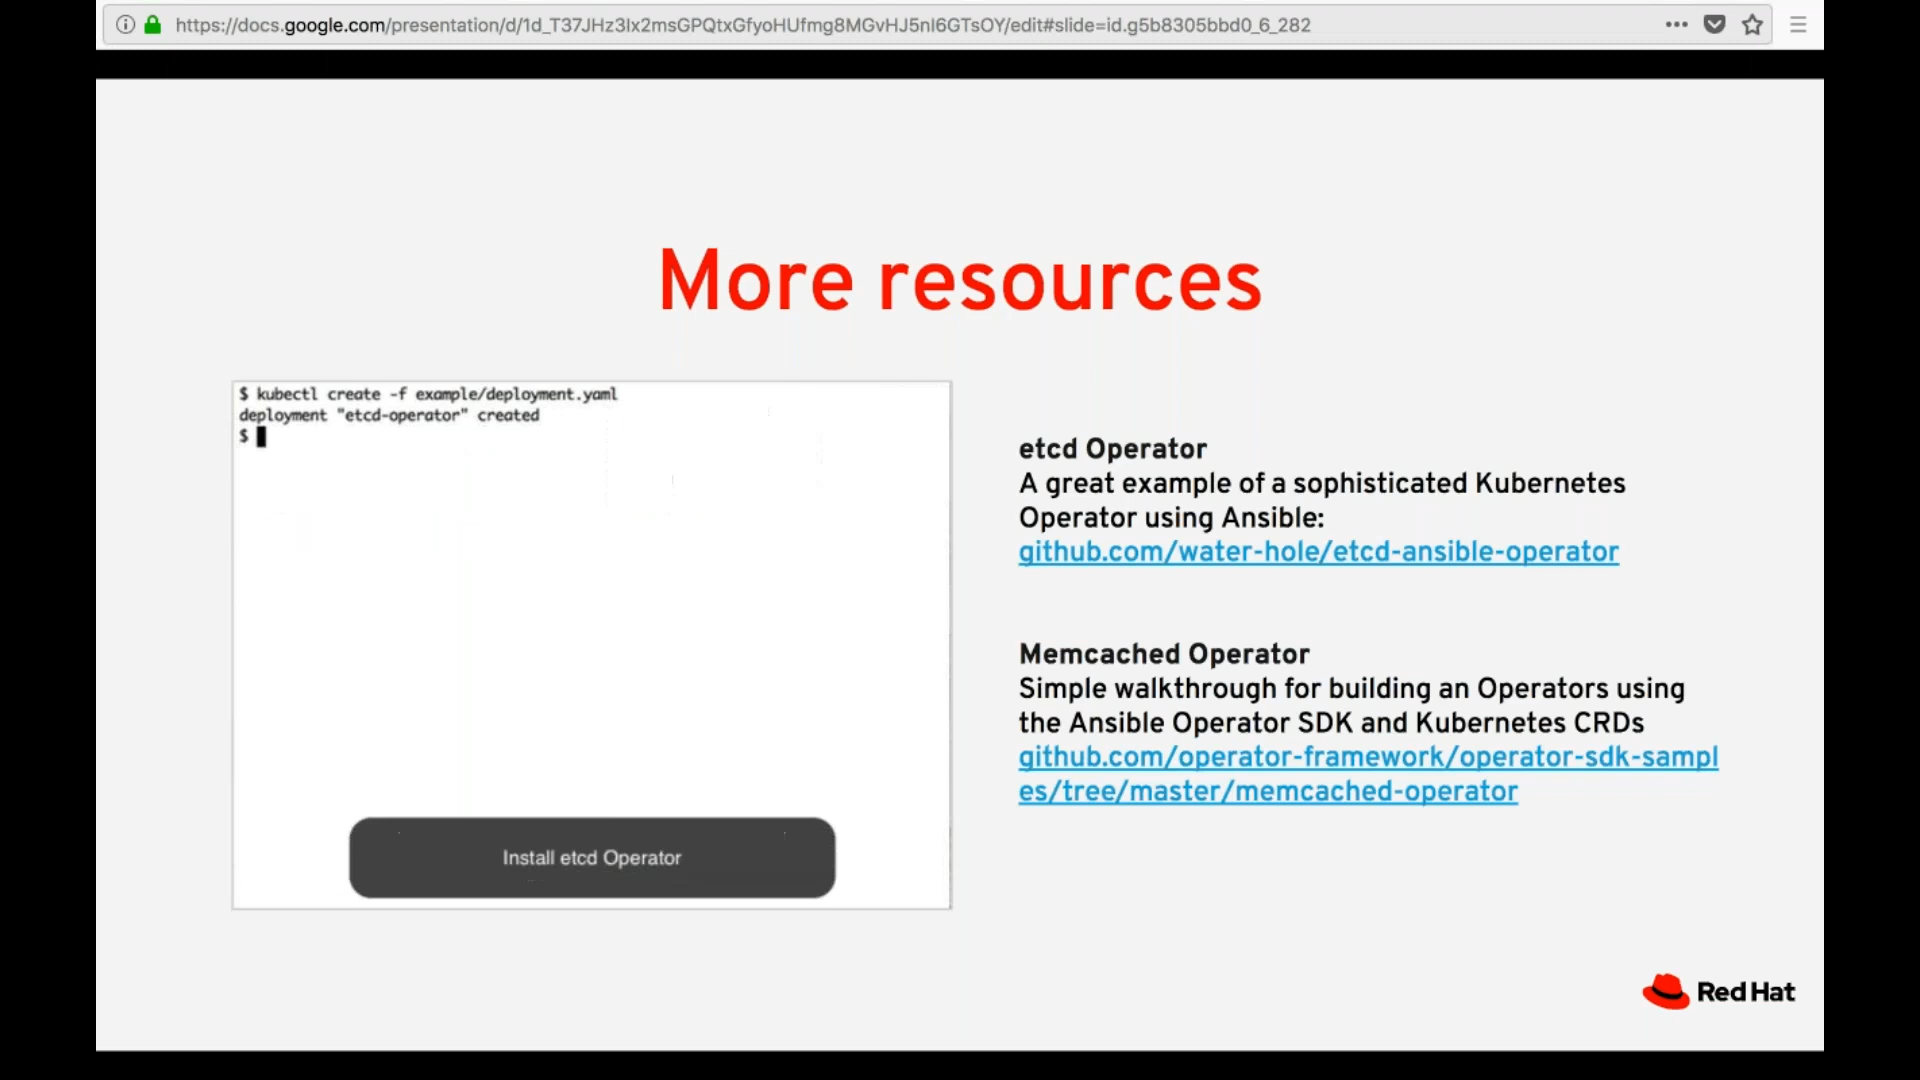 https://docs.google.com/presentation/d/1d_T37JHz3Ix2msGPQtxGfyoHUfmg8MGvHJ5nI6GTsOY/edit#slide=id.g5b8305bbd0_6_282
More resources
$ kubectl create -f example/deployment.yaml
deployment "etcd-operator" created
$
Install etcd Operator
etcd Operator
A great example of a sophisticated Kubernetes
Operator using Ansible:
github.com/water-hole/etcd-ansible-operator
Memcached Operator
Simple walkthrough for building an Operators using
the Ansible Operator SDK and Kubernetes CRDs
github.com/operator-framework/operator-sdk-sampl
es/tree/master/memcached-operator
Red Hat